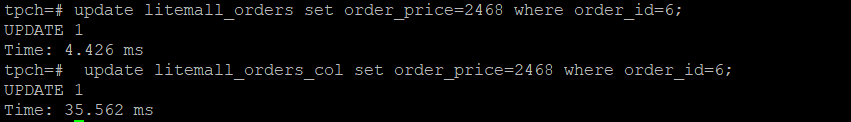 tpch=# update litemall_orders set order_price=2468 where order_id=6;
UPDATE 1
Time: 4.426 ms
tpch=#  update litemall_orders_col set order_price=2468 where order_id=6;
UPDATE 1
Time: 35.562 ms